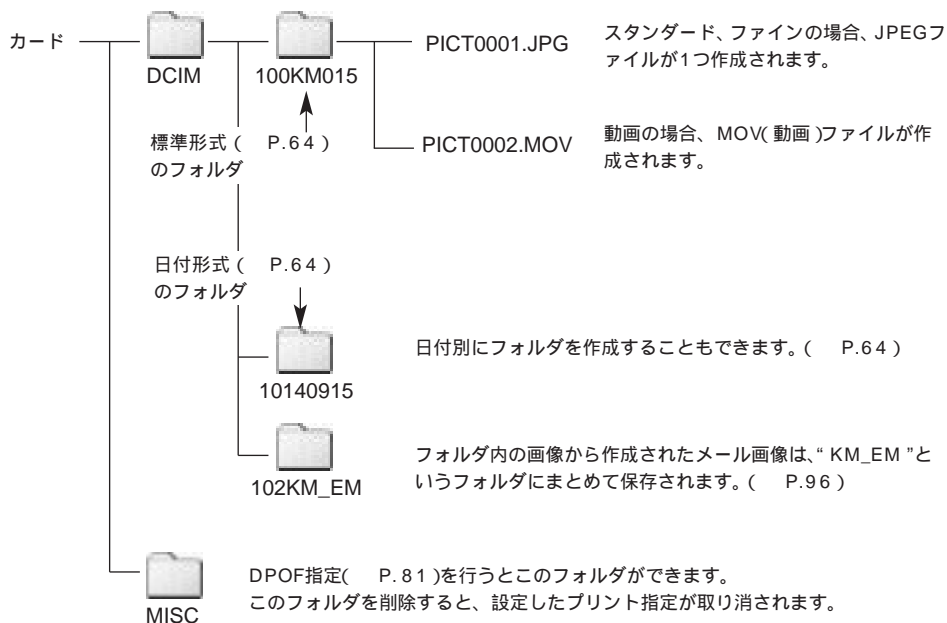 カード
DCIM
100KM015
PICT0001.JPG
スタンダード、ファインの場合、JPEGフ
ァイルが1つ作成されます。
標準形式 ( P.64 )
のフォルダ
PICT0002.MOV
動画の場合、MOV( 動画 )ファイルが作
成されます。
日付形式 ( P.64 )
のフォルダ
10140915
日付別にフォルダを作成することもできます。( P.64 )
102KM_EM
フォルダ内の画像から作成されたメール画像は、“ KM_EM ”と
いうフォルダにまとめて保存されます。( P.96 )
MISC
DPOF指定( P. 81 )を行うとこのフォルダができます。
このフォルダを削除すると、設定したプリント指定が取り消されます。